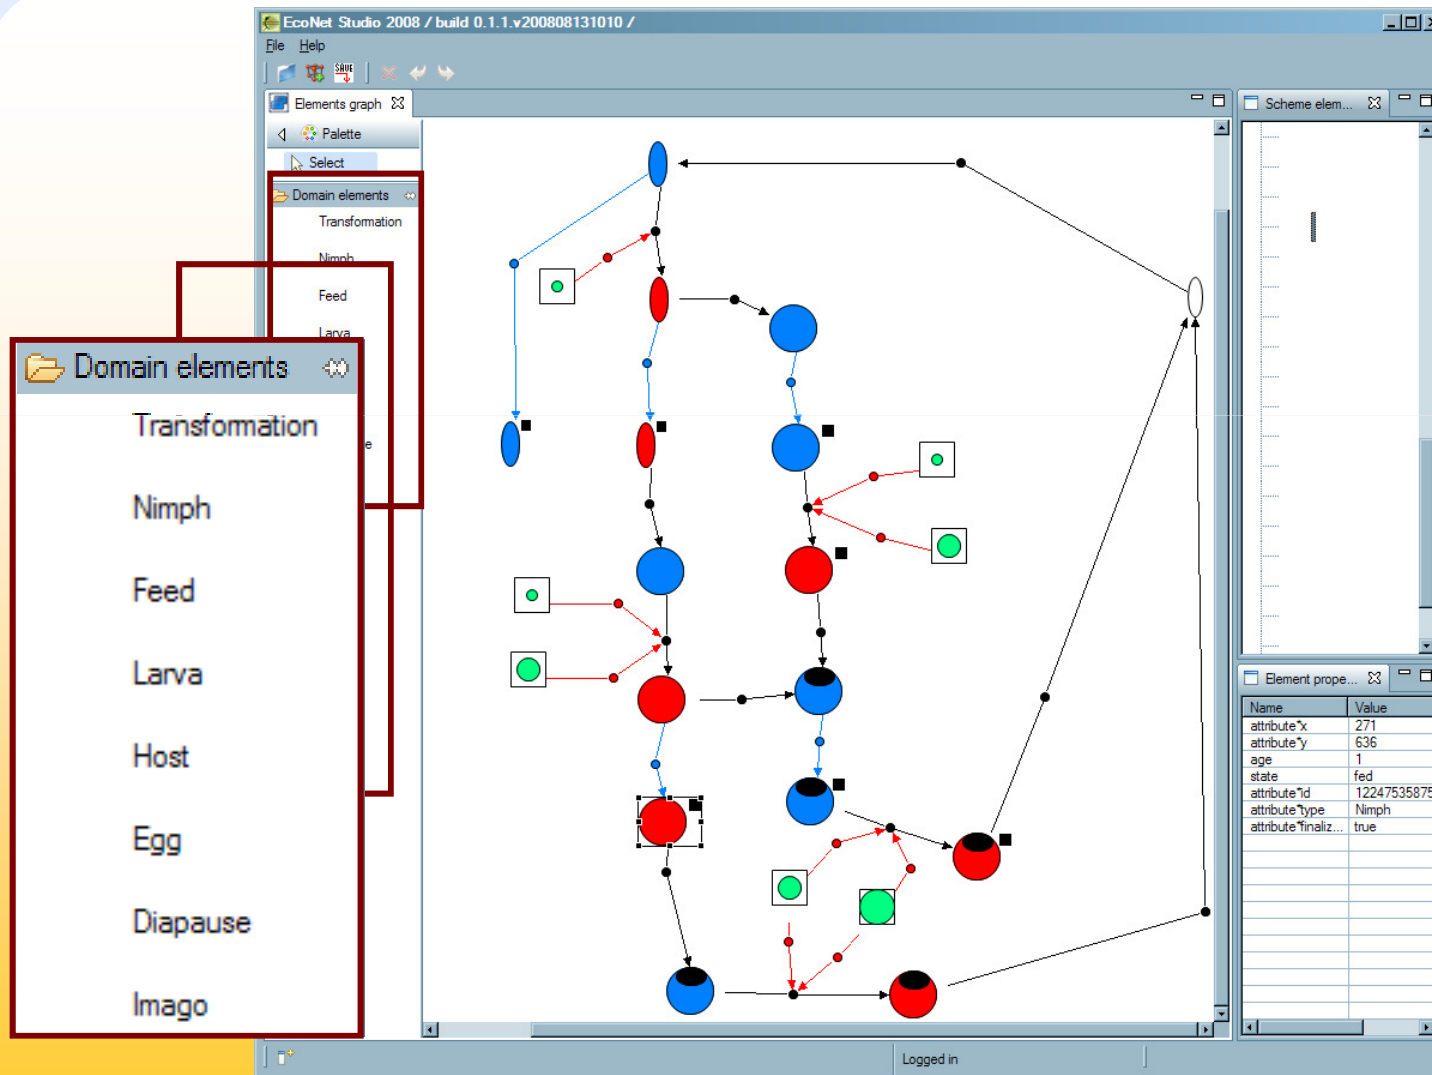 EcoNet Studio 2008 / build 0.1.1.v200808131010 /
File Help
SAVE
Elements graph
Palette
Select
Domain elements
Transformation
Nimph
Feed
Larva
e
Domain elements
Transformation
Nimph
Feed
Larva
Host
Egg
Diapause
Imago
Scheme elem...
Element prope...
Name Value
attribute*x 271
attribute*y 636
age 1
state fed
attribute*id 12247535875
attribute*type Nimph
attribute*finaliz... true
Logged in